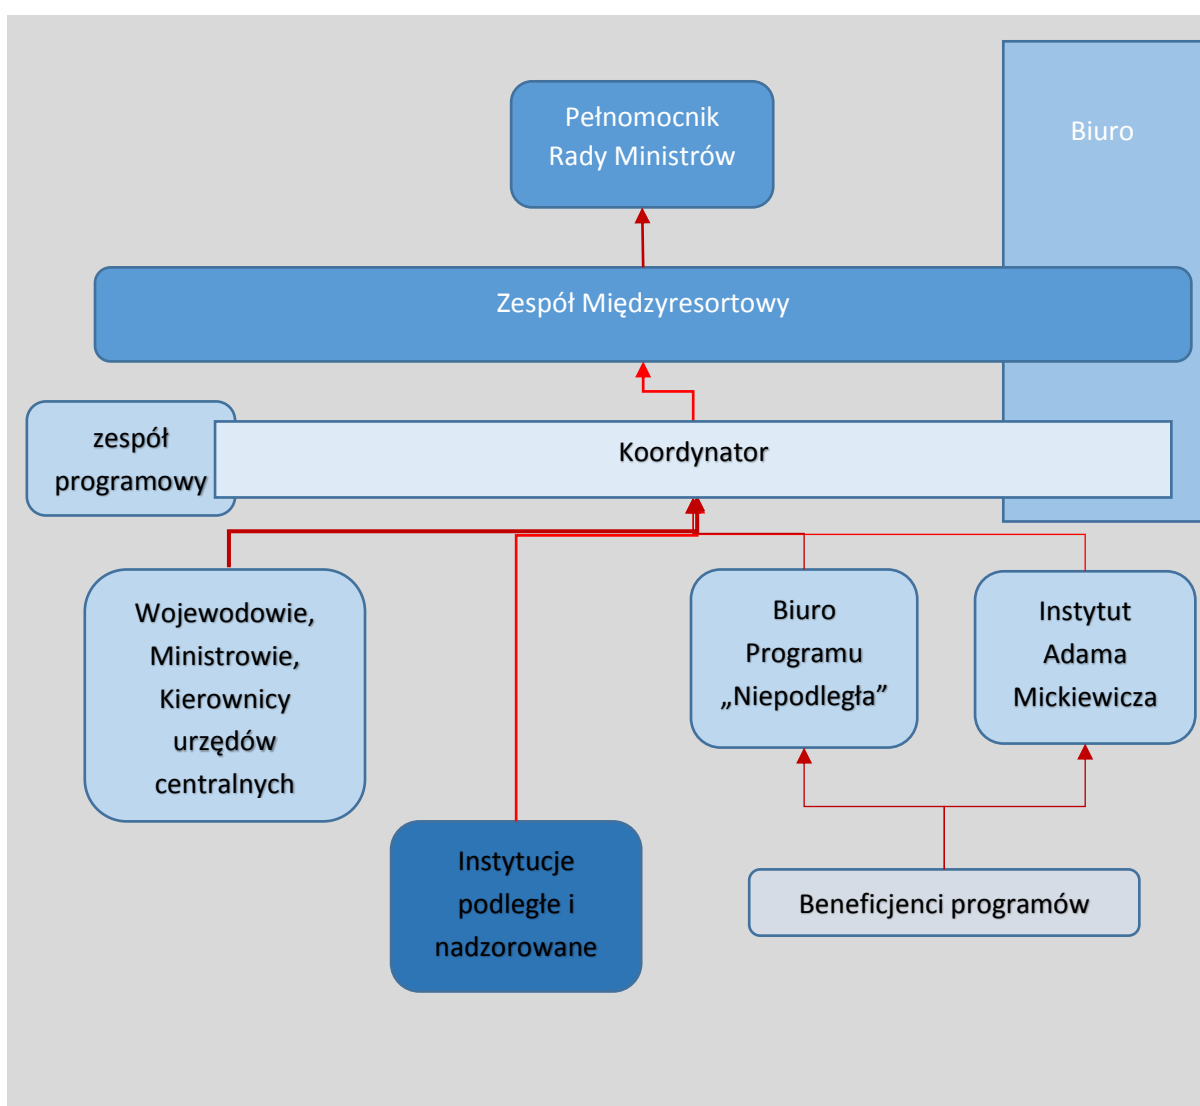 Pełnomocnik
Rady Ministrów
Biuro
Zespół Międzyresortowy
zespół
programowy
Koordynator
Wojewodowie,
Ministrowie,
Kierownicy
urzędów
centralnych
Biuro
Programu
„Niepodległa”
Instytut
Adama
Mickiewicza
Instytucje
podległe i
nadzorowane
Beneficjenci programów